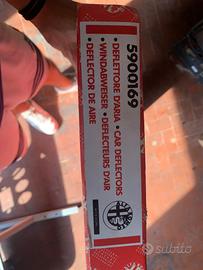 5900169
• DEFLETTORE D'ARIA • CAR DEFLECTORS
• WINDABWEISER • DEFLECTEURS D'AIR
• DEFLECTOR DE AIRE
subito